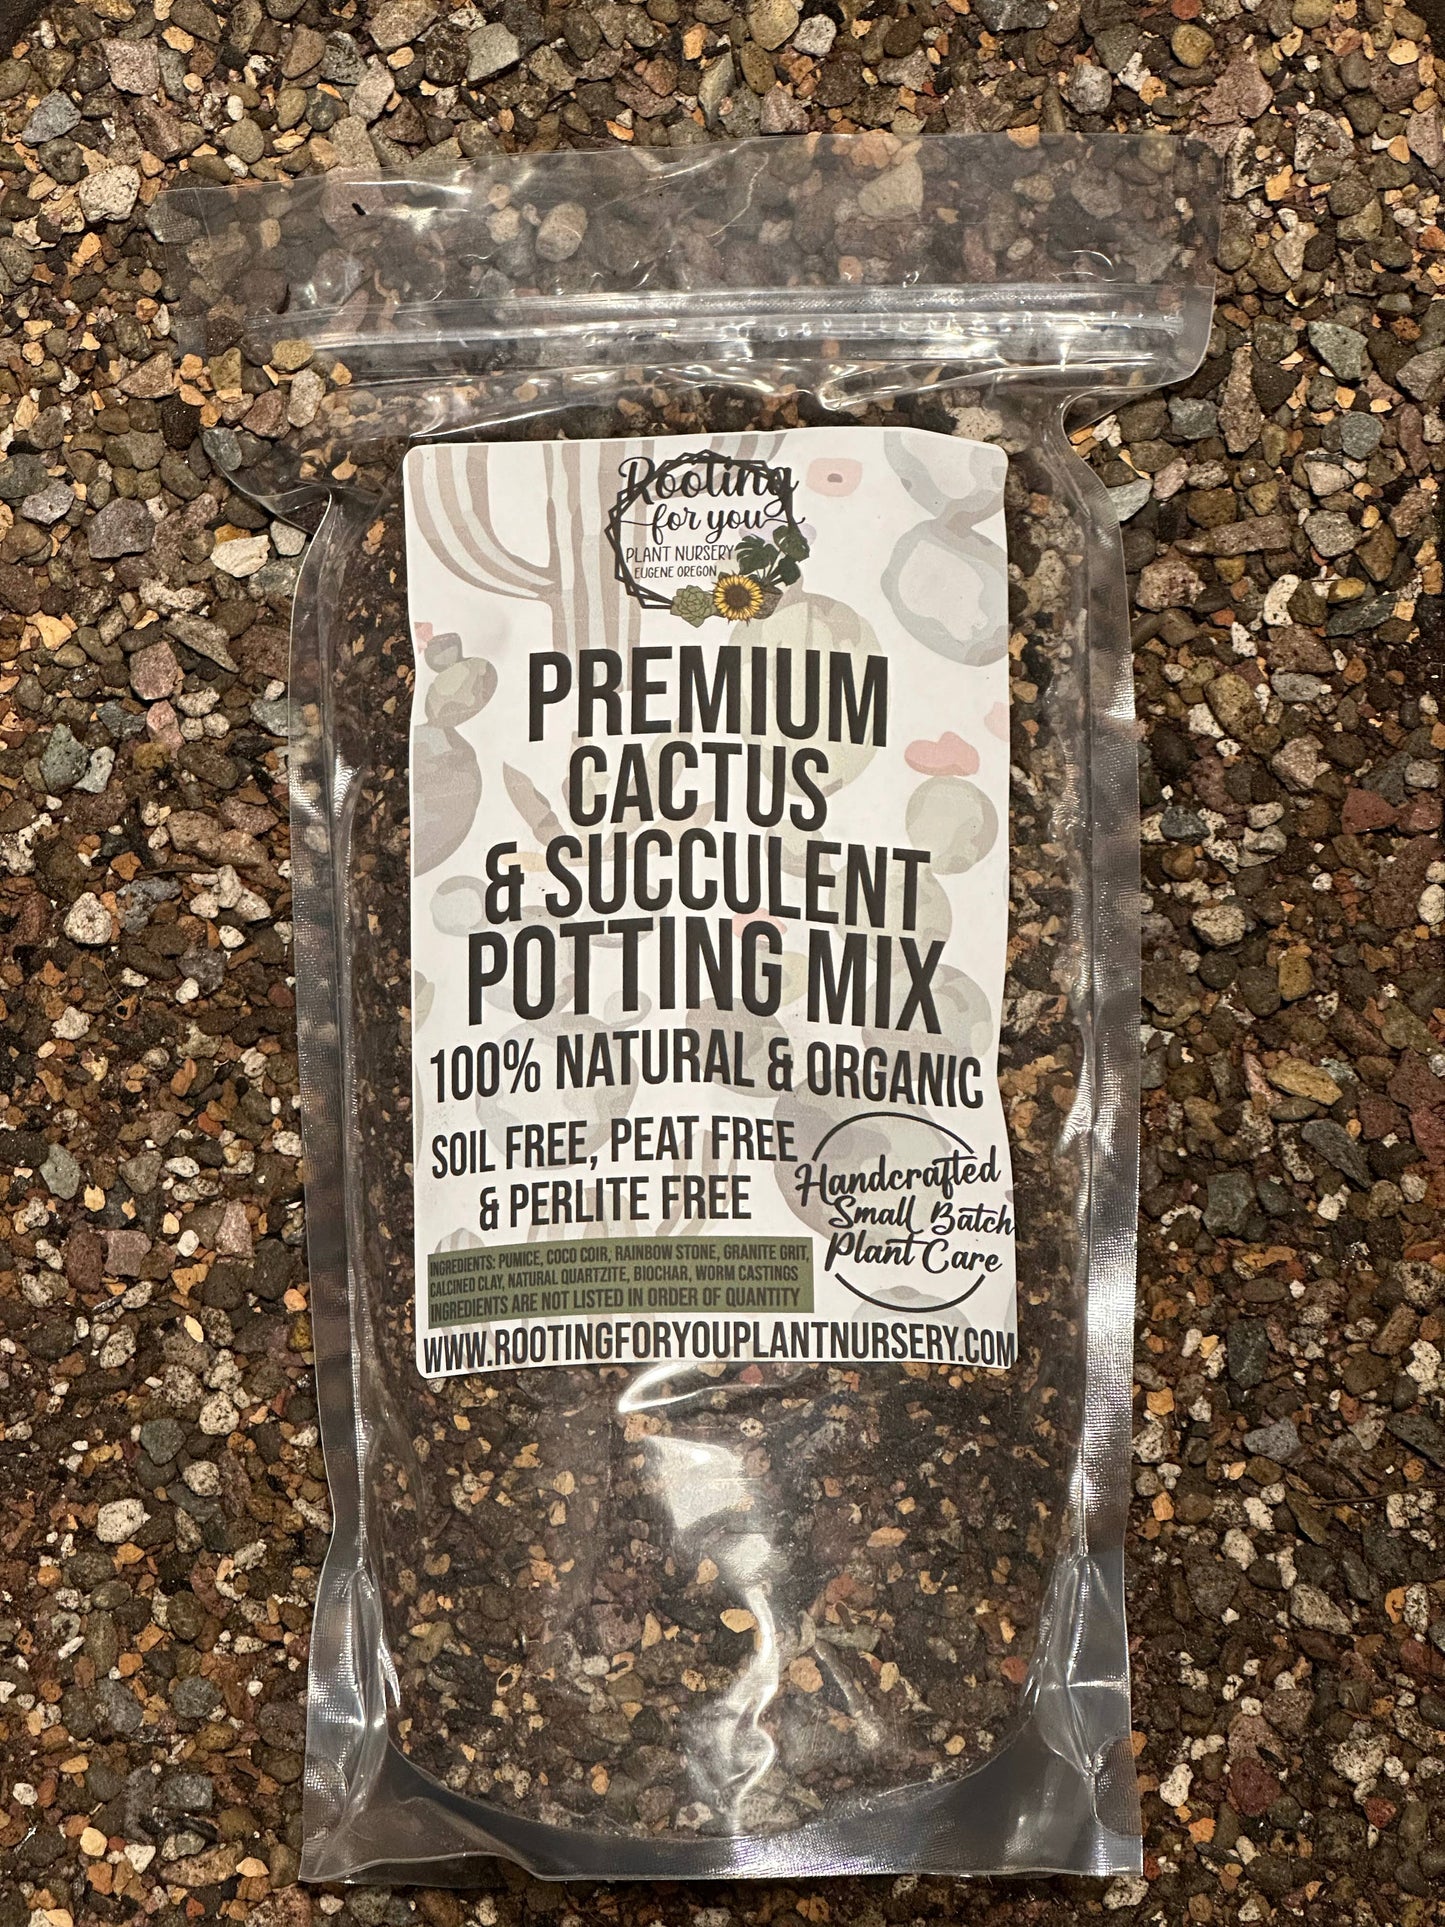 Rooting
for you
PLANT NURSERY
EUGENE OREGON
PREMIUM
CACTUS
& SUCCULENT
POTTING MIX
100% NATURAL & ORGANIC
SOIL FREE, PEAT FREE
& PERLITE FREE
Handcrafted
Small Batch
Plant Care
INGREDIENTS: PUMICE, COCO COIR, RAINBOW STONE, GRANITE GRIT,
CALCINED CLAY, NATURAL QUARTZITE, BIOCHAR, WORM CASTINGS
INGREDIENTS ARE NOT LISTED IN ORDER OF QUANTITY
WWW.ROOTINGFORYOUPLANTNURSERY.COM